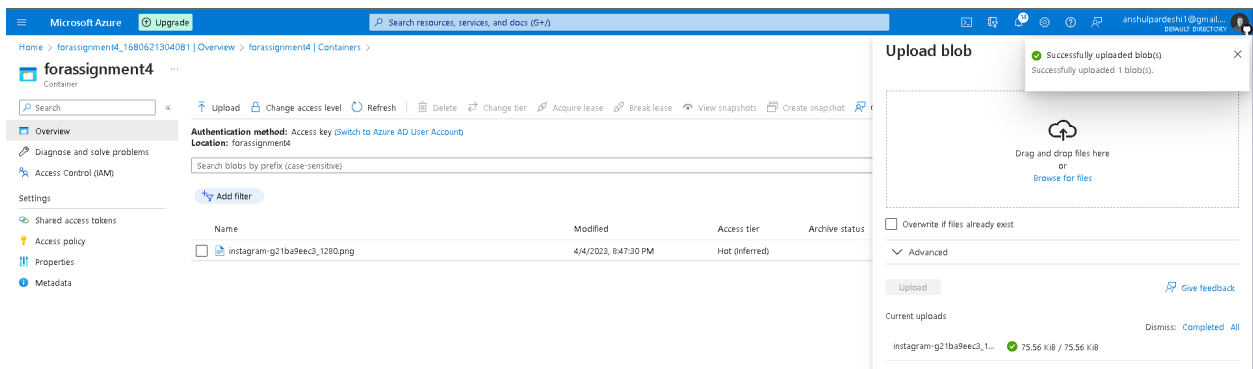 Microsoft Azure
Upgrade
Search resources, services, and docs (G+/)
anshulpardeshi1@gmail....
DEFAULT DIRECTORY
Home > forassignment4_1680621304081 | Overview > forassignment4 | Containers >
forassignment4 ...
Container
Search
Overview
Diagnose and solve problems
Access Control (IAM)
Settings
Shared access tokens
Access policy
Properties
Metadata
Upload Change access level Refresh Delete Change tier Acquire lease Break lease View snapshots Create snapshot
Authentication method: Access key (Switch to Azure AD User Account)
Location: forassignment4
Search blobs by prefix (case-sensitive)
Add filter
Name Modified Access tier Archive status
instagram-g21ba9eec3_1280.png 4/4/2023, 8:47:30 PM Hot (Inferred)
Upload blob
Successfully uploaded blob(s)
Successfully uploaded 1 blob(s).
Drag and drop files here
or
Browse for files
Overwrite if files already exist
Advanced
Upload
Give feedback
Current uploads
Dismiss: Completed All
instagram-g21ba9eec3_1... 75.56 KiB / 75.56 KiB